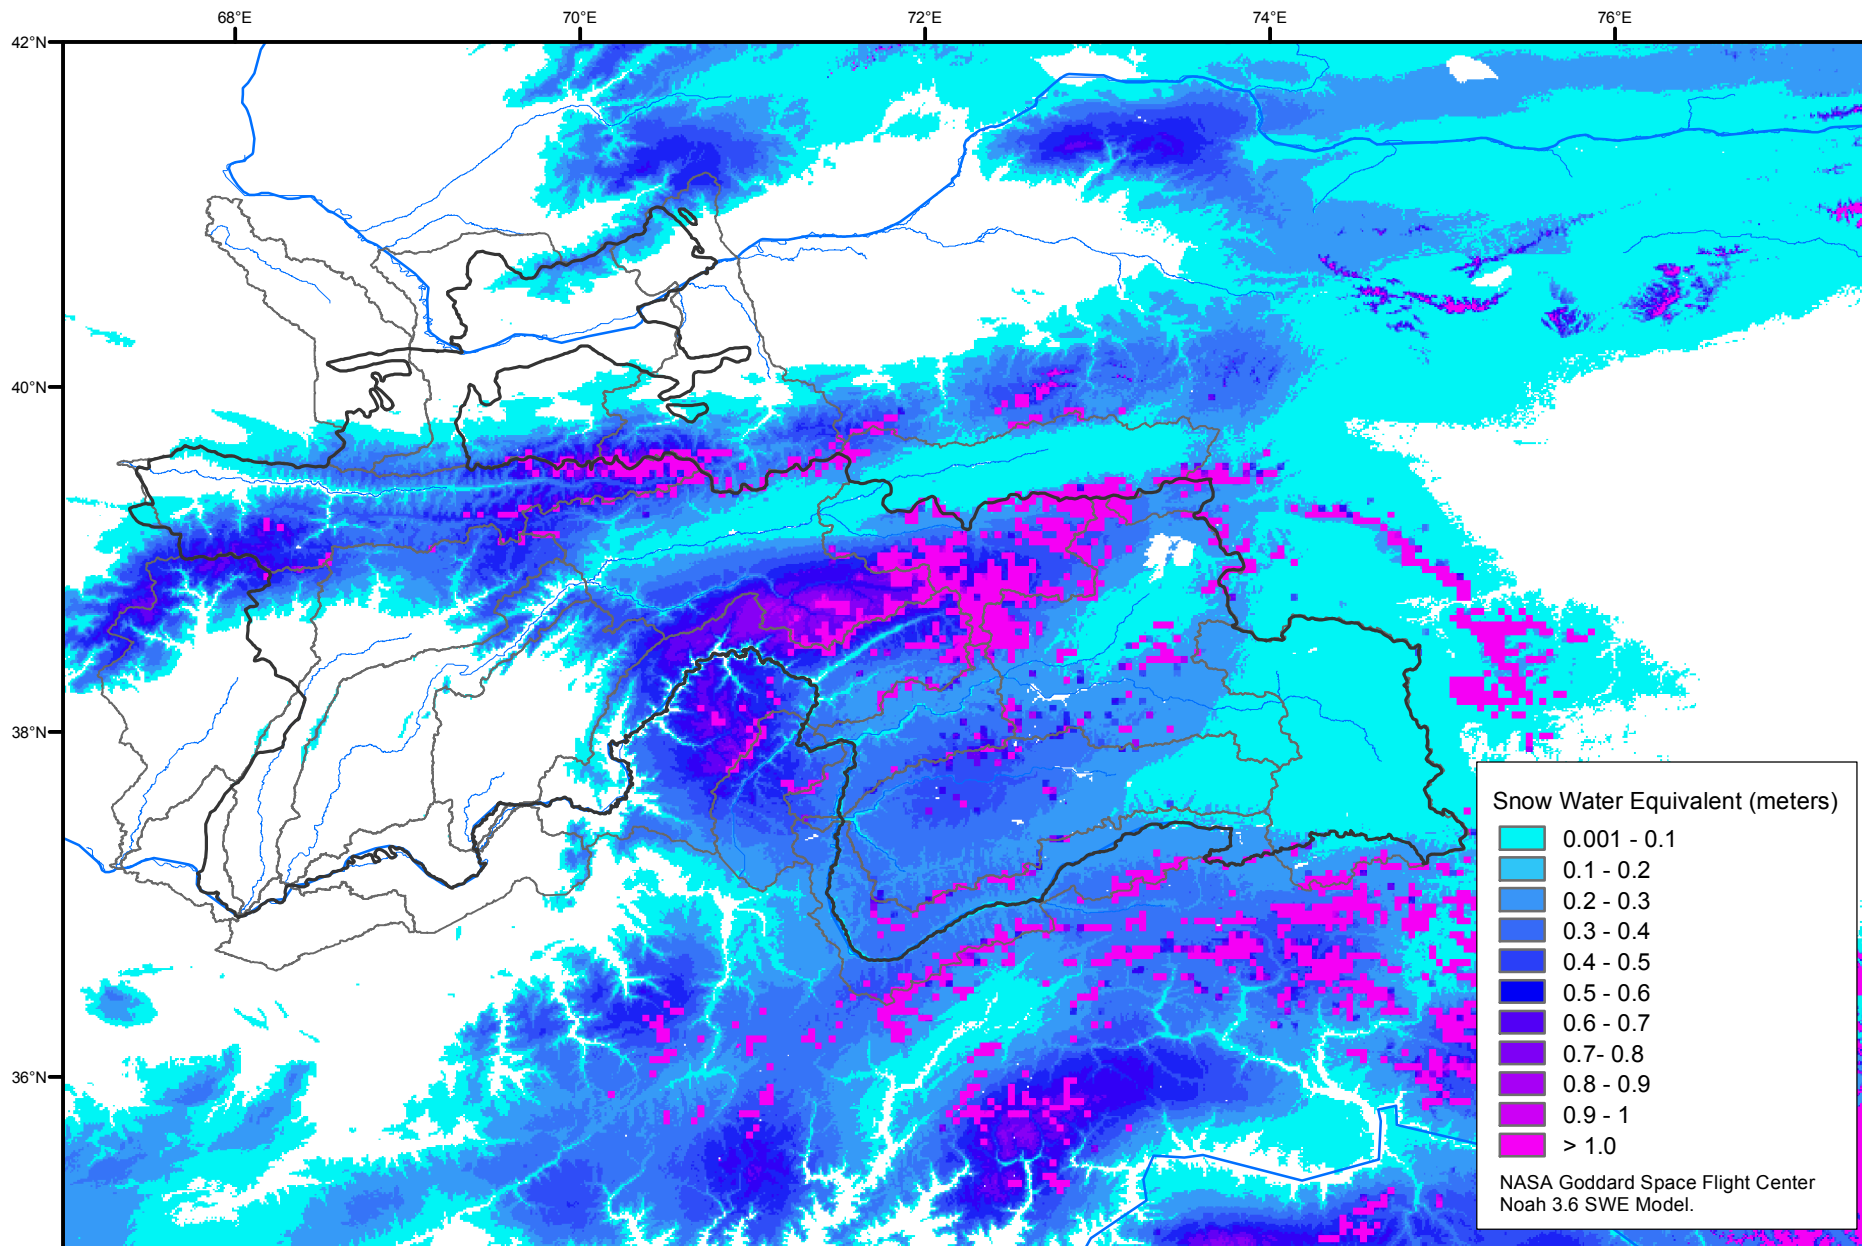 68°E
70°E
72°E
74°E
76°E
42°N
40°N
38°N
36°N
Snow Water Equivalent (meters)
0.001 - 0.1
0.1 - 0.2
0.2 - 0.3
0.3 - 0.4
0.4 - 0.5
0.5 - 0.6
0.6 - 0.7
0.7- 0.8
0.8 - 0.9
0.9 - 1
> 1.0
NASA Goddard Space Flight Center
Noah 3.6 SWE Model.